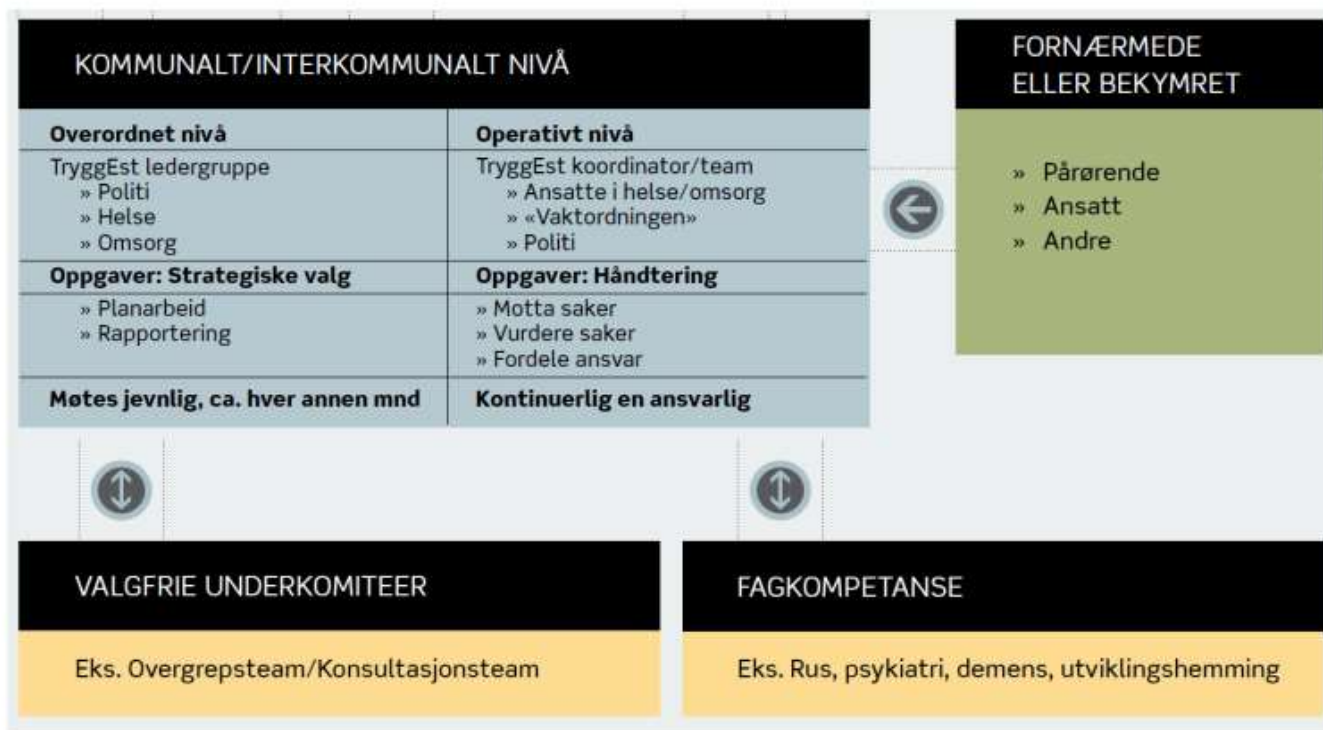 KOMMUNALT/INTERKOMMUNALT NIVÅ
Overordnet nivå
TryggEst ledergruppe
» Politi
» Helse
» Omsorg
Oppgaver: Strategiske valg
» Planarbeid
» Rapportering
Møtes jevnlig, ca. hver annen mnd
Operativt nivå
TryggEst koordinator/team
» Ansatte i helse/omsorg
» «Vaktordningen»
» Politi
Oppgaver: Håndtering
» Motta saker
» Vurdere saker
» Fordele ansvar
Kontinuerlig en ansvarlig
FORNÆRMEDE
ELLER BEKYMRET
» Pårørende
» Ansatt
» Andre
VALGFRIE UNDERKOMITEER
Eks. Overgrepsteam/Konsultasjonsteam
FAGKOMPETANSE
Eks. Rus, psykiatri, demens, utviklingshemming